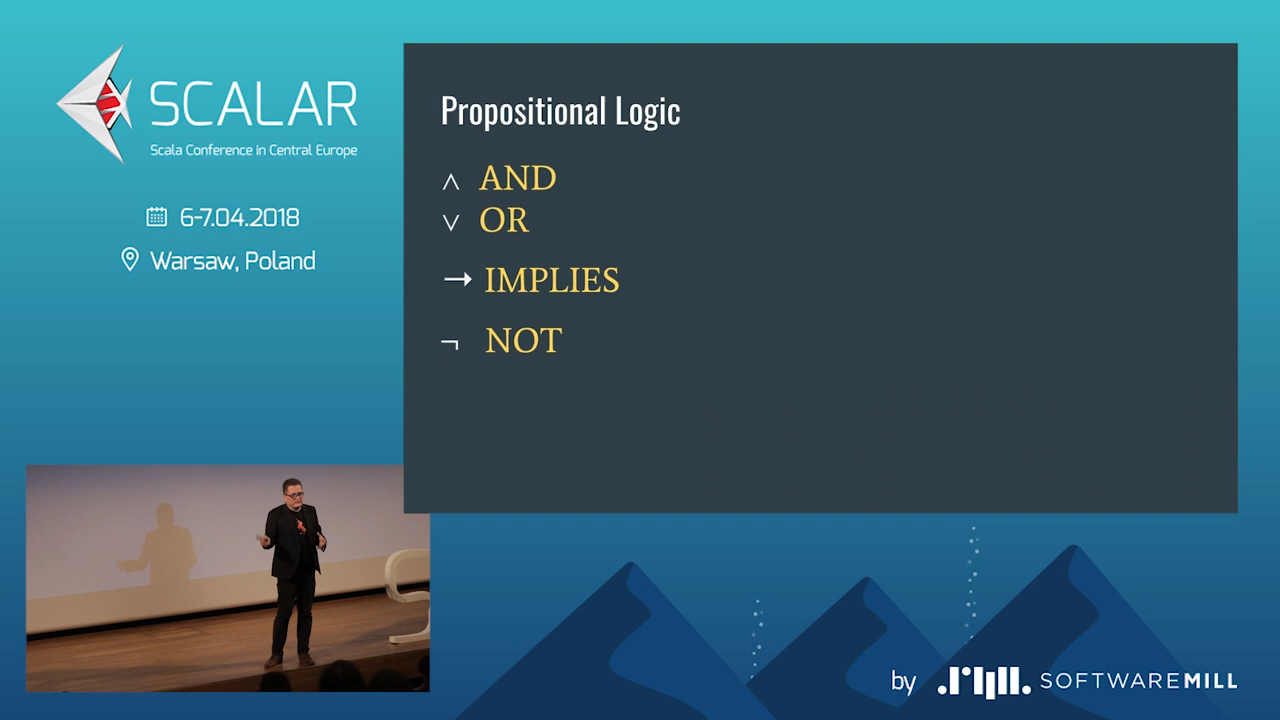 SCALAR
Scala Conference in Central Europe
6-7.04.2018
Warsaw, Poland
Propositional Logic
∧ AND
∨ OR
→ IMPLIES
¬ NOT
by SOFTWAREMILL